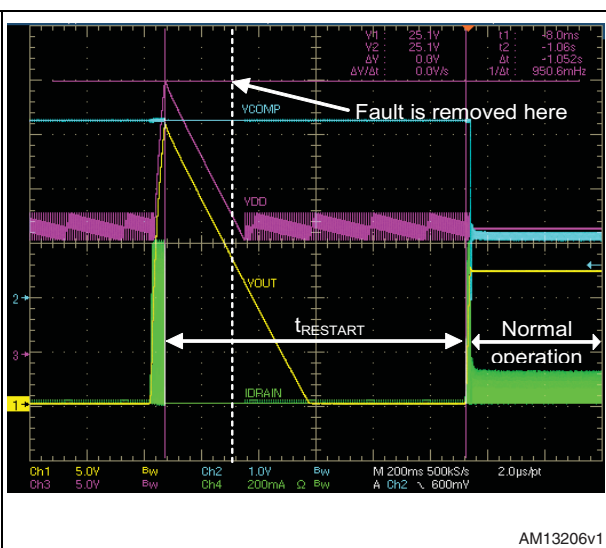 V1 : 25.1V t1 : -8.0ms
V2 : 25.1V t2 : -1.06s
ΔV : 0.0V Δt : -1.052s
ΔV/Δt : 0.0V/s 1/Δt : 950.6mHz
Fault is removed here
VCOMP
VDD
VOUT
tRESTART
Normal operation
IDRAIN
2
3
1
Ch1 5.0V Bw Ch2 1.0V Bw M 200ms 500kS/s 2.0µs/pt
Ch3 5.0V Bw Ch4 200mA Ω Bw A Ch2 ∖ 600mV
AM13206v1